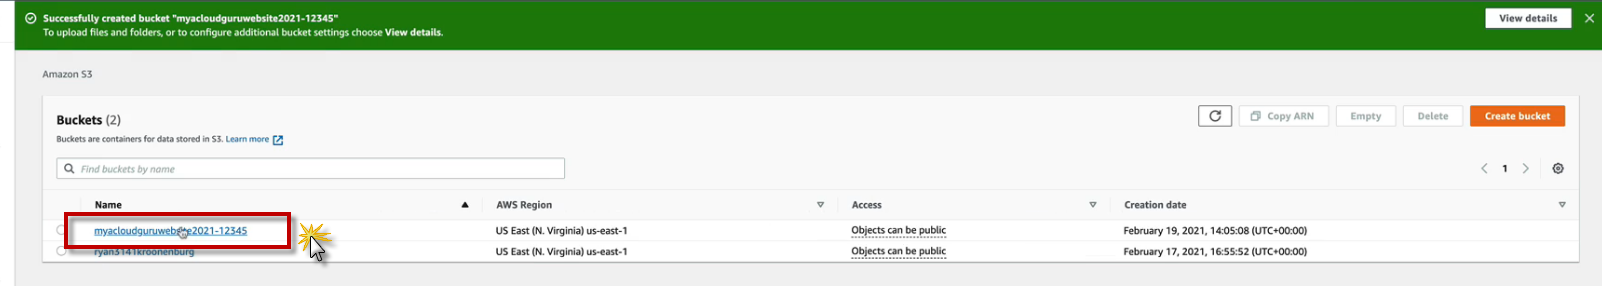 Successfully created bucket "myacloudguruwebsite2021-12345"
View details
To upload files and folders, or to configure additional bucket settings choose View details.
Amazon S3
Buckets (2)
Copy ARN
Empty
Delete
Create bucket
Buckets are containers for data stored in S3. Learn more
Find buckets by name
1
Name
AWS Region
Access
Creation date
myacloudguruwebsite2021-12345
US East (N. Virginia) us-east-1
Objects can be public
February 19, 2021, 14:05:08 (UTC+00:00)
ryan3141kroonenburg
US East (N. Virginia) us-east-1
Objects can be public
February 17, 2021, 16:55:52 (UTC+00:00)